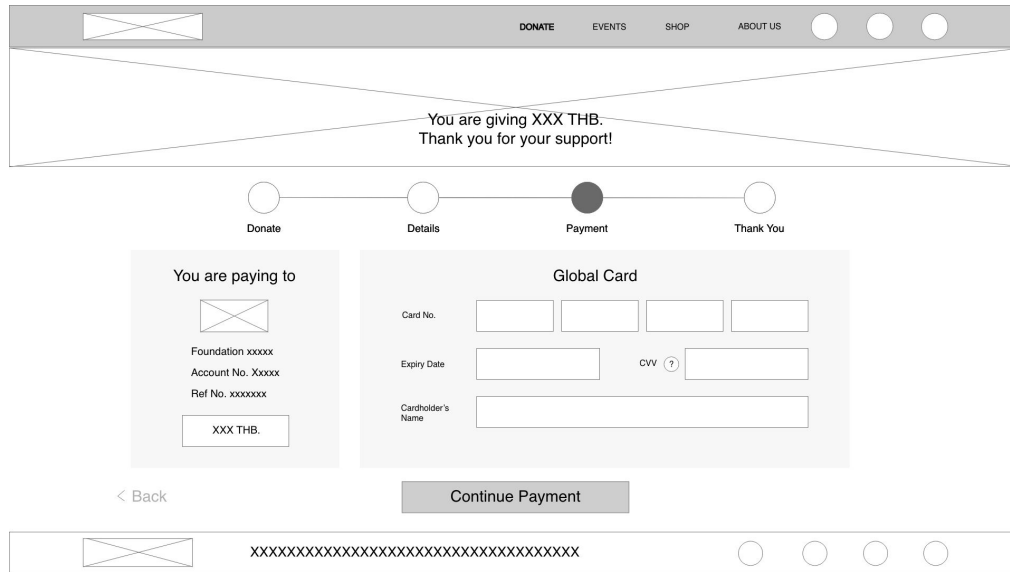 DONATE EVENTS SHOP ABOUT US
You are giving XXX THB.
Thank you for your support!
Donate Details Payment Thank You
You are paying to
Foundation xxxxx
Account No. Xxxxx
Ref No. xxxxxxx
XXX THB.
Global Card
Card No.
Expiry Date
CVV ?
Cardholder's
Name
< Back
Continue Payment
XXXXXXXXXXXXXXXXXXXXXXXXXXXXXXXXXXXX